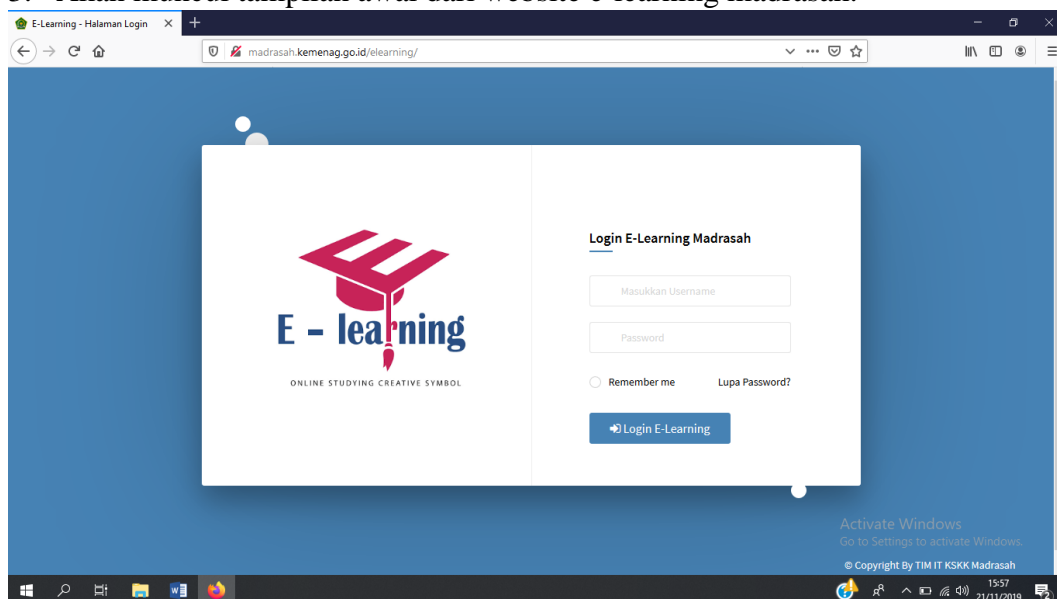 E-Learning - Halaman Login
madrasah.kemenag.go.id/elearning/
E - learning
ONLINE STUDYING CREATIVE SYMBOL
Login E-Learning Madrasah
Masukkan Username
Password
Remember me Lupa Password?
Login E-Learning
Activate Windows
Go to Settings to activate Windows.
© Copyright By TIM IT KSKK Madrasah
15:57
21/11/2019